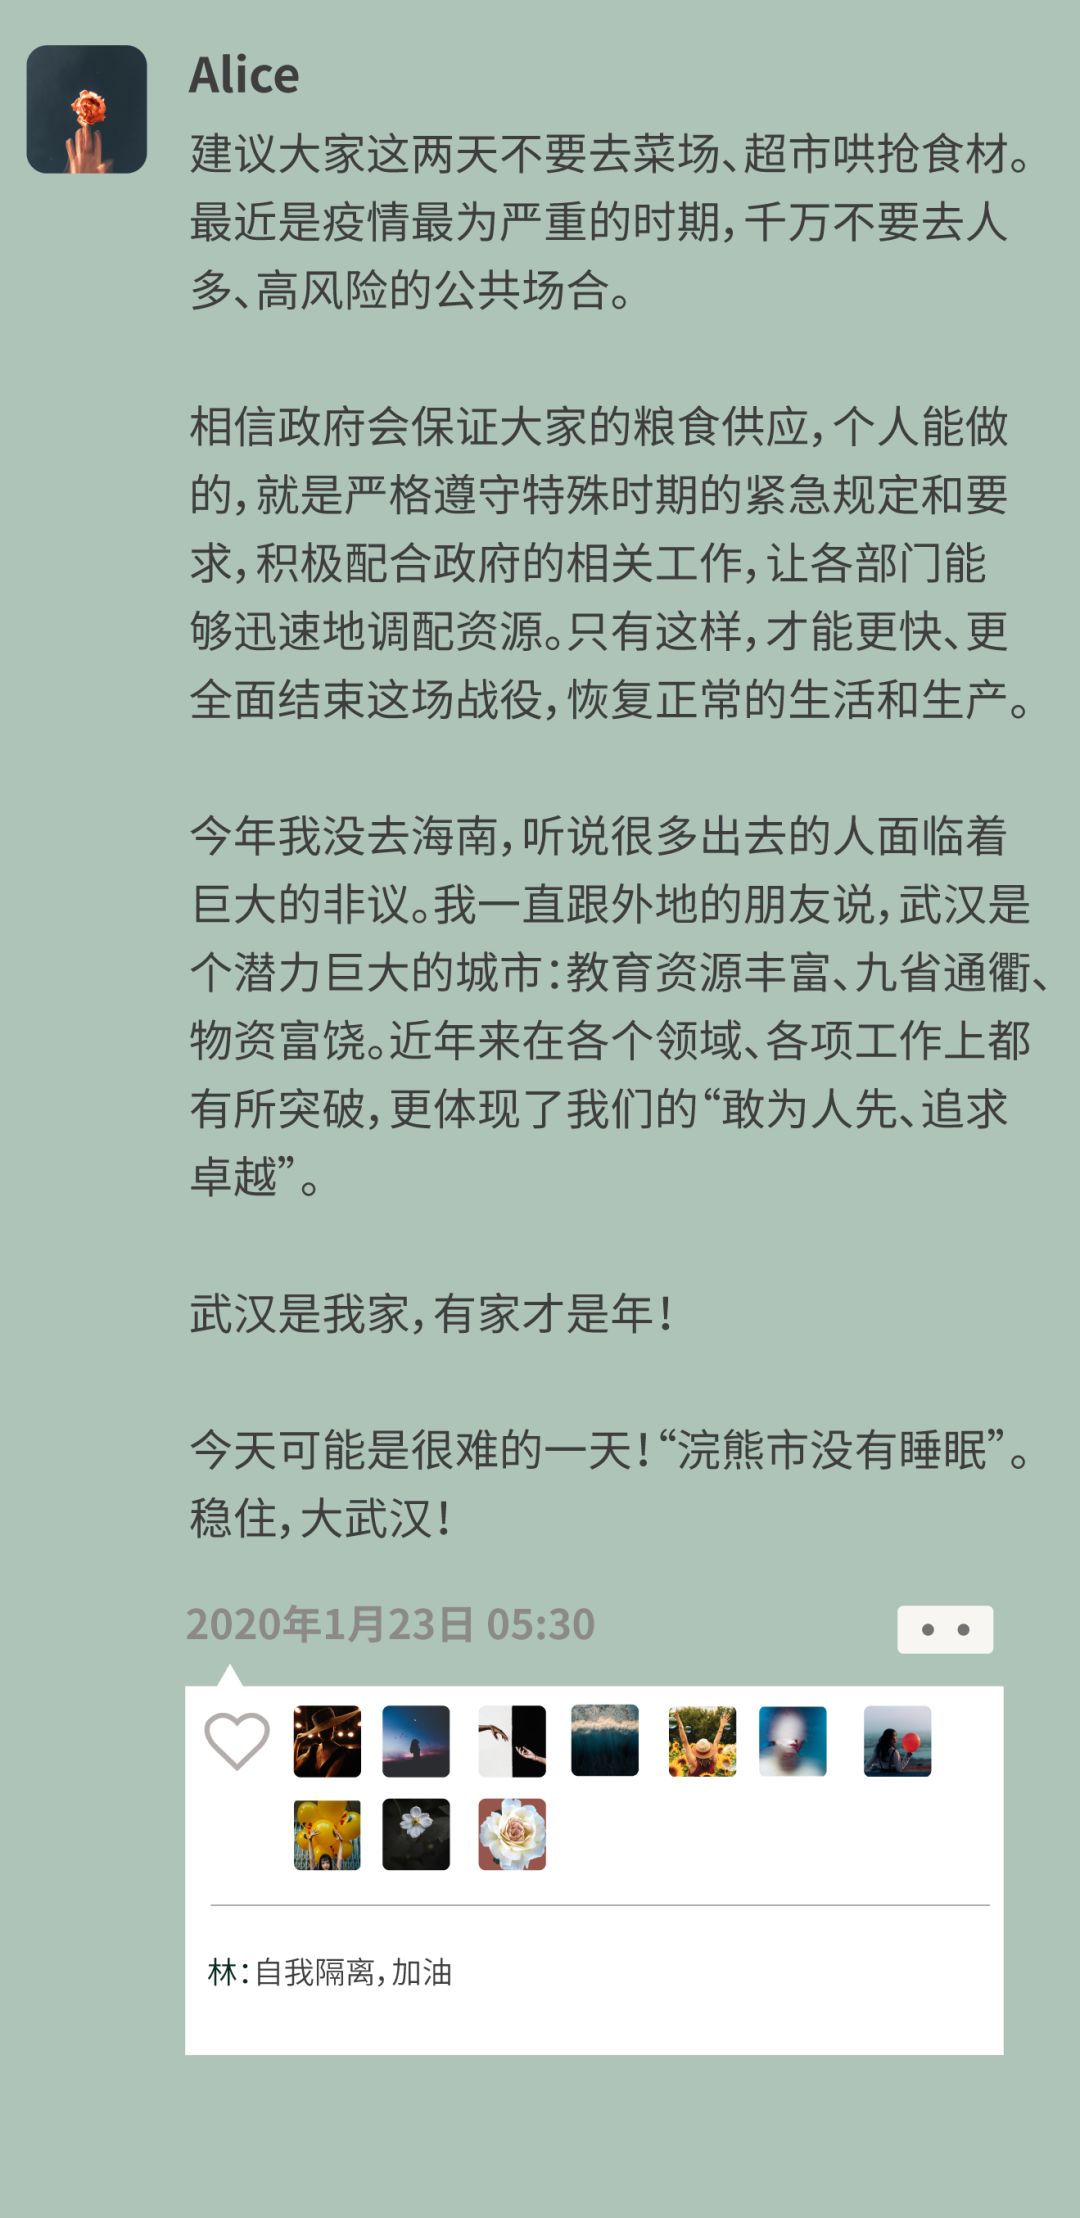 Alice
建议大家这两天不要去菜场、超市哄抢食材。
最近是疫情最为严重的时期，千万不要去人
多、高风险的公共场合。
相信政府会保证大家的粮食供应，个人能做
的，就是严格遵守特殊时期的紧急规定和要
求，积极配合政府的相关工作，让各部门能
够迅速地调配资源。只有这样，才能更快、更
全面结束这场战役，恢复正常的生活和生产。
今年我没去海南，听说很多出去的人面临着
巨大的非议。我一直跟外地的朋友说，武汉是
个潜力巨大的城市：教育资源丰富、九省通衢、
物资富饶。近年来在各个领域、各项工作上都
有所突破，更体现了我们的“敢为人先、追求
卓越”。
武汉是我家，有家才是年！
今天可能是很难的一天！“浣熊市没有睡眠”。
稳住，大武汉！
2020年1月23日 05:30
林：自我隔离，加油